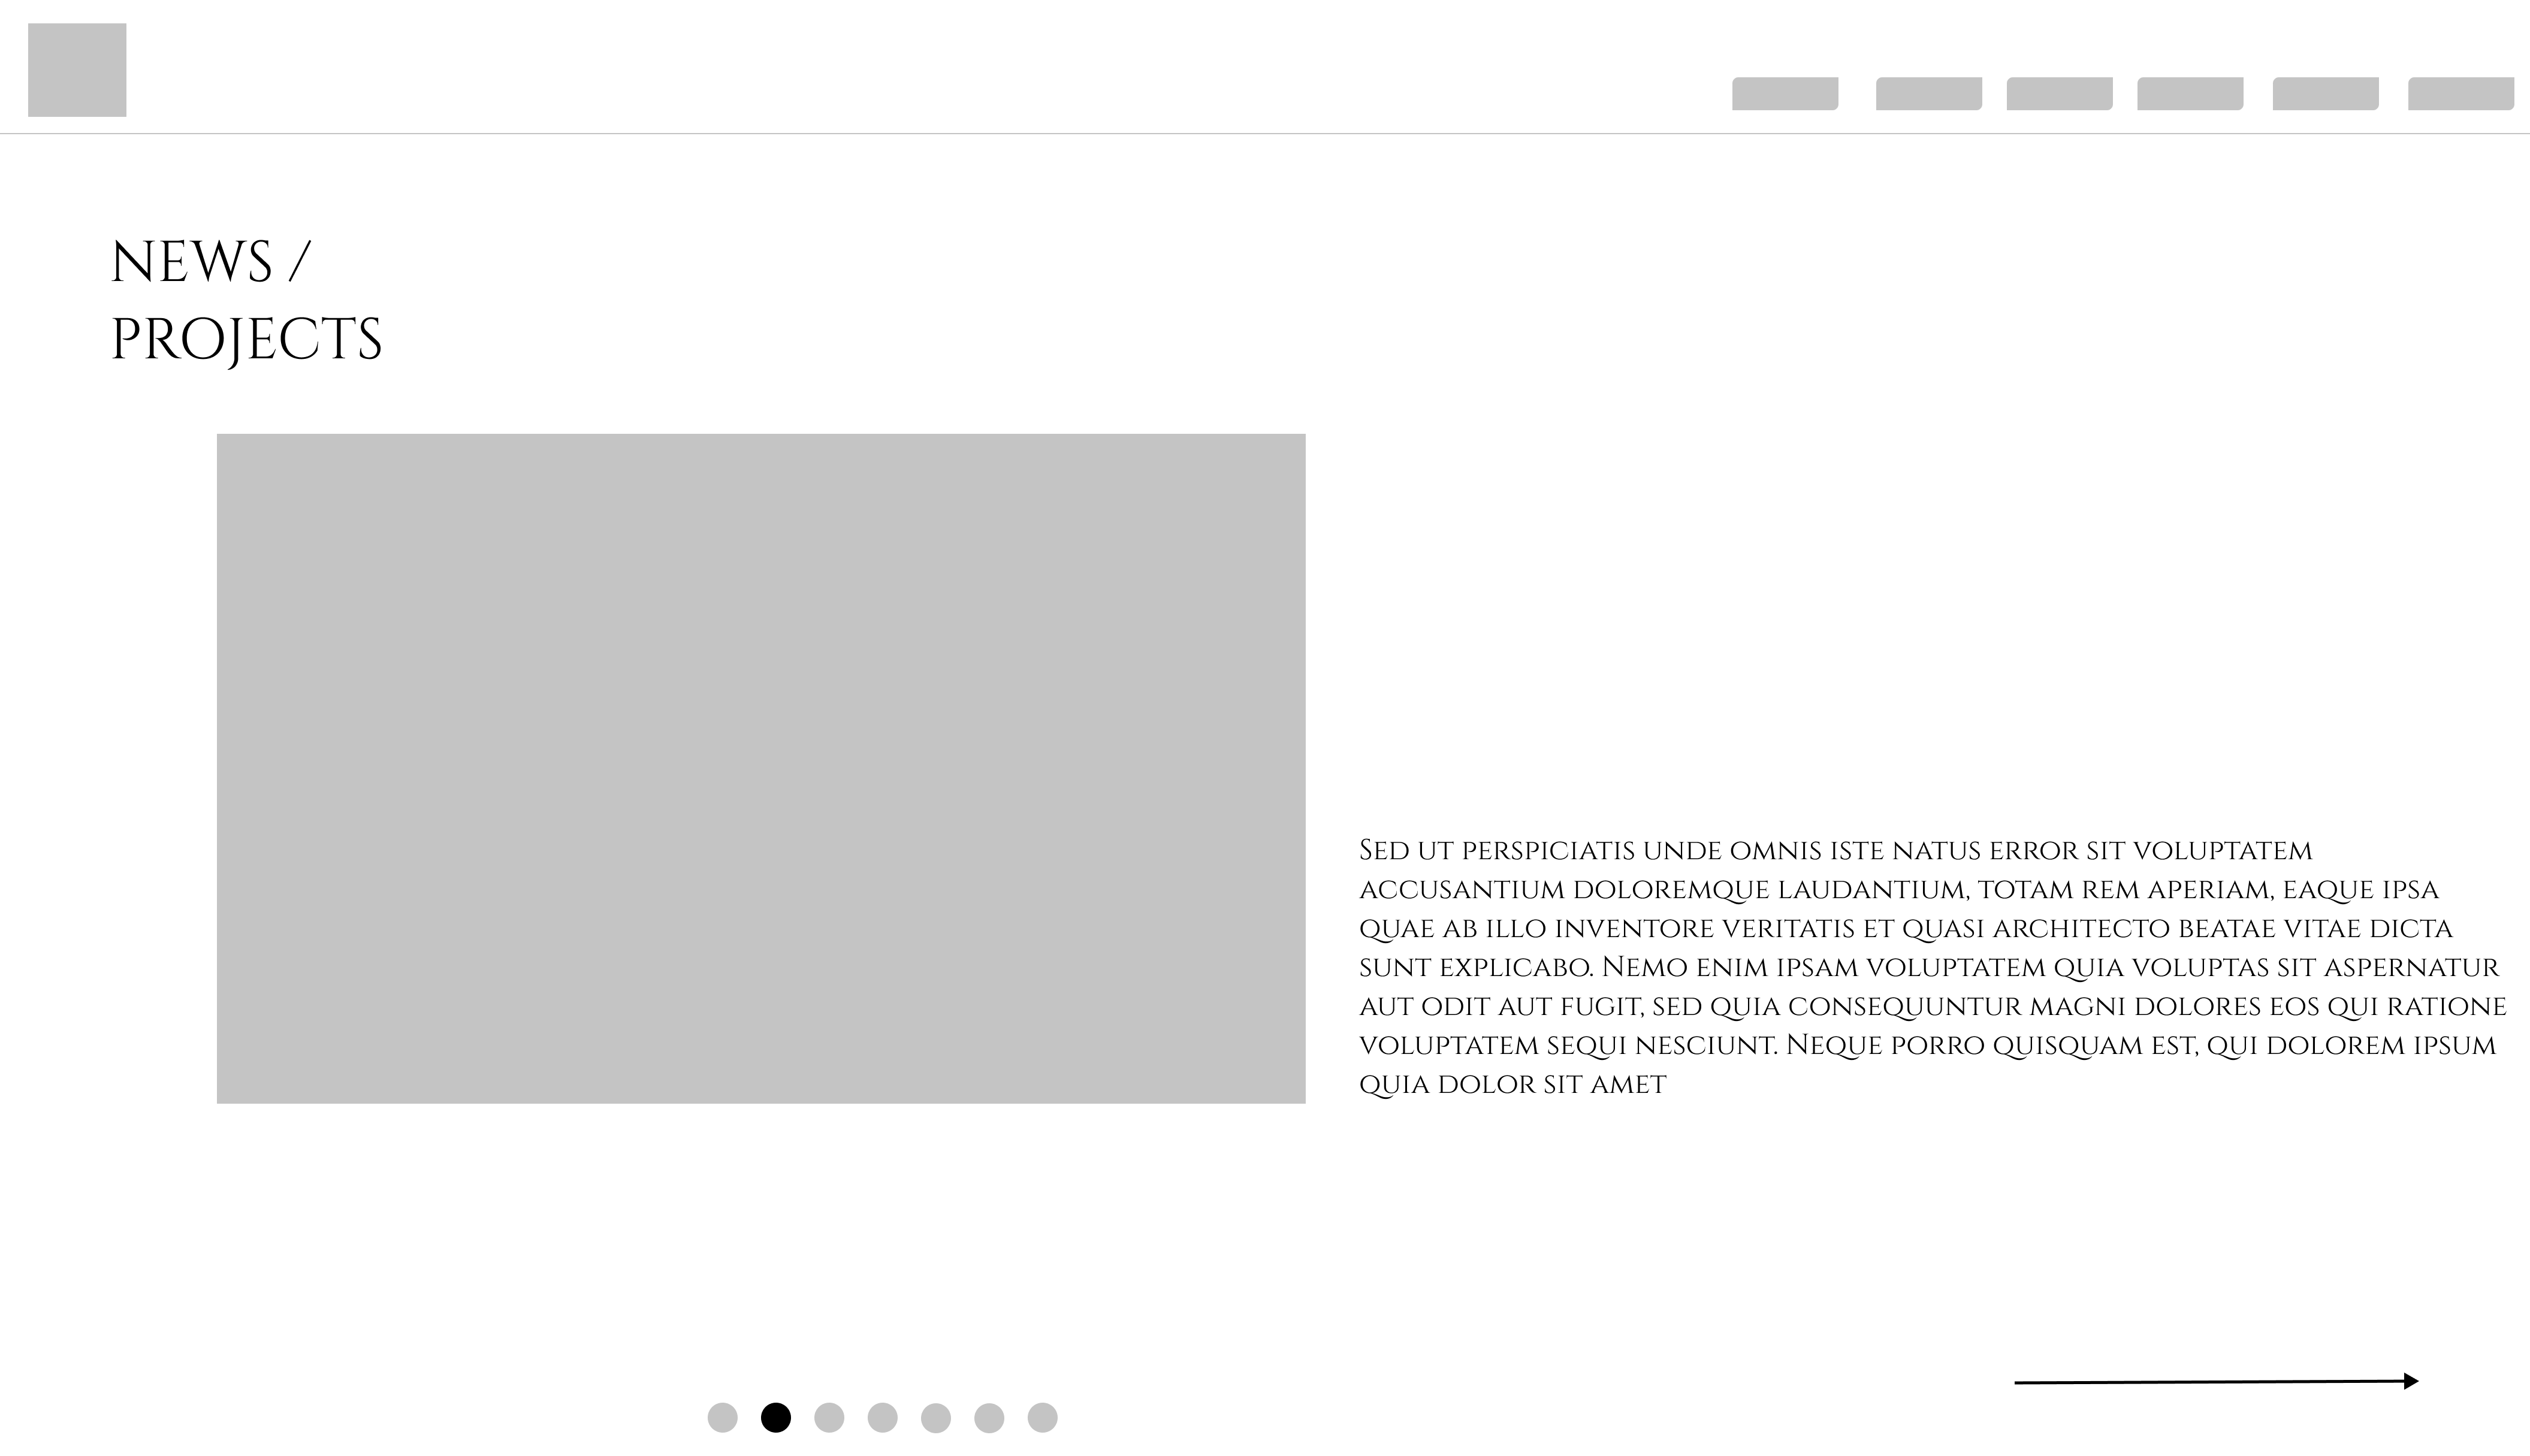 NEWS /
PROJECTS
Sed ut perspiciatis unde omnis iste natus error sit voluptatem
accusantium doloremque laudantium, totam rem aperiam, eaque ipsa
quae ab illo inventore veritatis et quasi architecto beatae vitae dicta
sunt explicabo. Nemo enim ipsam voluptatem quia voluptas sit aspernatur
aut odit aut fugit, sed quia consequuntur magni dolores eos qui ratione
voluptatem sequi nesciunt. Neque porro quisquam est, qui dolorem ipsum
quia dolor sit amet